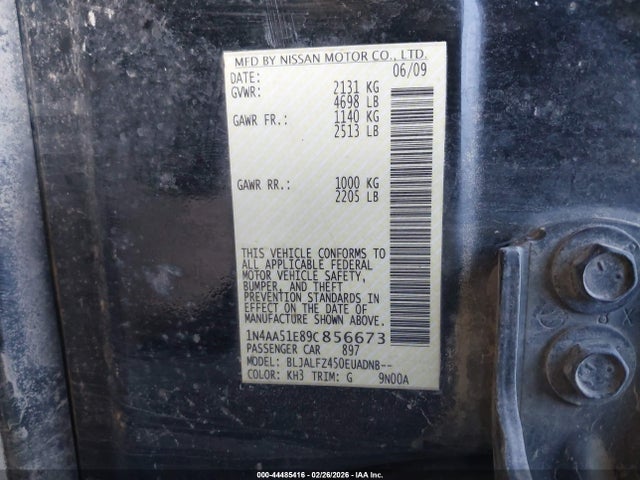 MFD BY NISSAN MOTOR CO., LTD.
DATE: 06/09
GVWR: 2131 KG
4698 LB
GAWR FR.: 1140 KG
2513 LB
GAWR RR.: 1000 KG
2205 LB
THIS VEHICLE CONFORMS TO
ALL APPLICABLE FEDERAL
MOTOR VEHICLE SAFETY,
BUMPER, AND THEFT
PREVENTION STANDARDS IN
EFFECT ON THE DATE OF
MANUFACTURE SHOWN ABOVE.
1N4AA51E89C856673
PASSENGER CAR 897
MODEL: BLJALFZ450EUADNB--
COLOR: KH3 TRIM: G 9N00A
000-44485416 - 02/26/2026 - IAA Inc.